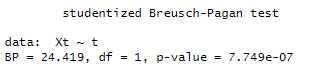 studentized Breusch-Pagan test
data:  Xt ~ t
BP = 24.419, df = 1, p-value = 7.749e-07